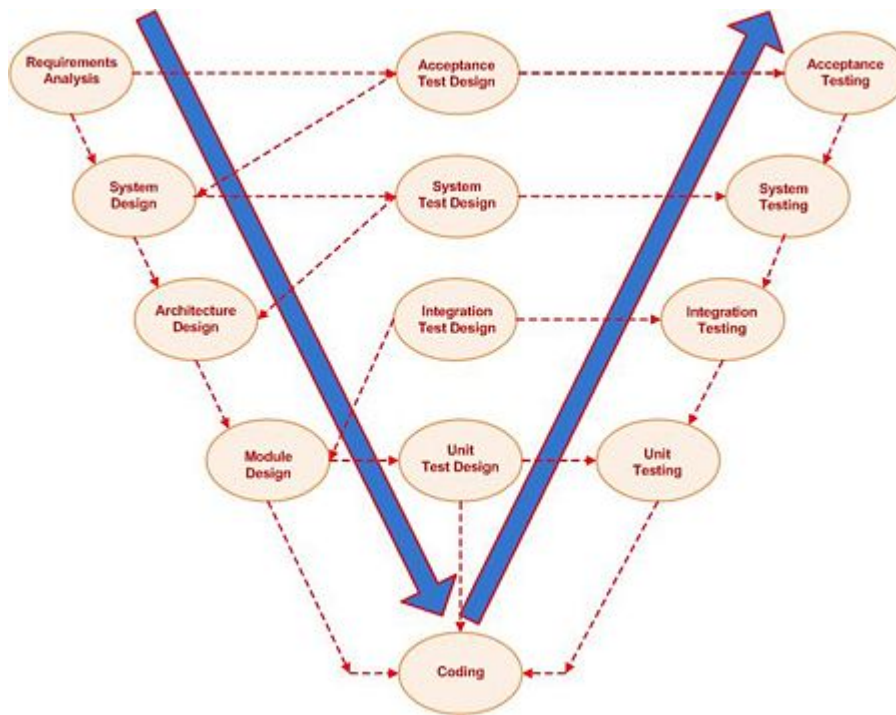 Requirements
Analysis
Acceptance
Test Design
Acceptance
Testing
System
Design
System
Test Design
System
Testing
Architecture
Design
Integration
Test Design
Integration
Testing
Module
Design
Unit
Test Design
Unit
Testing
Coding